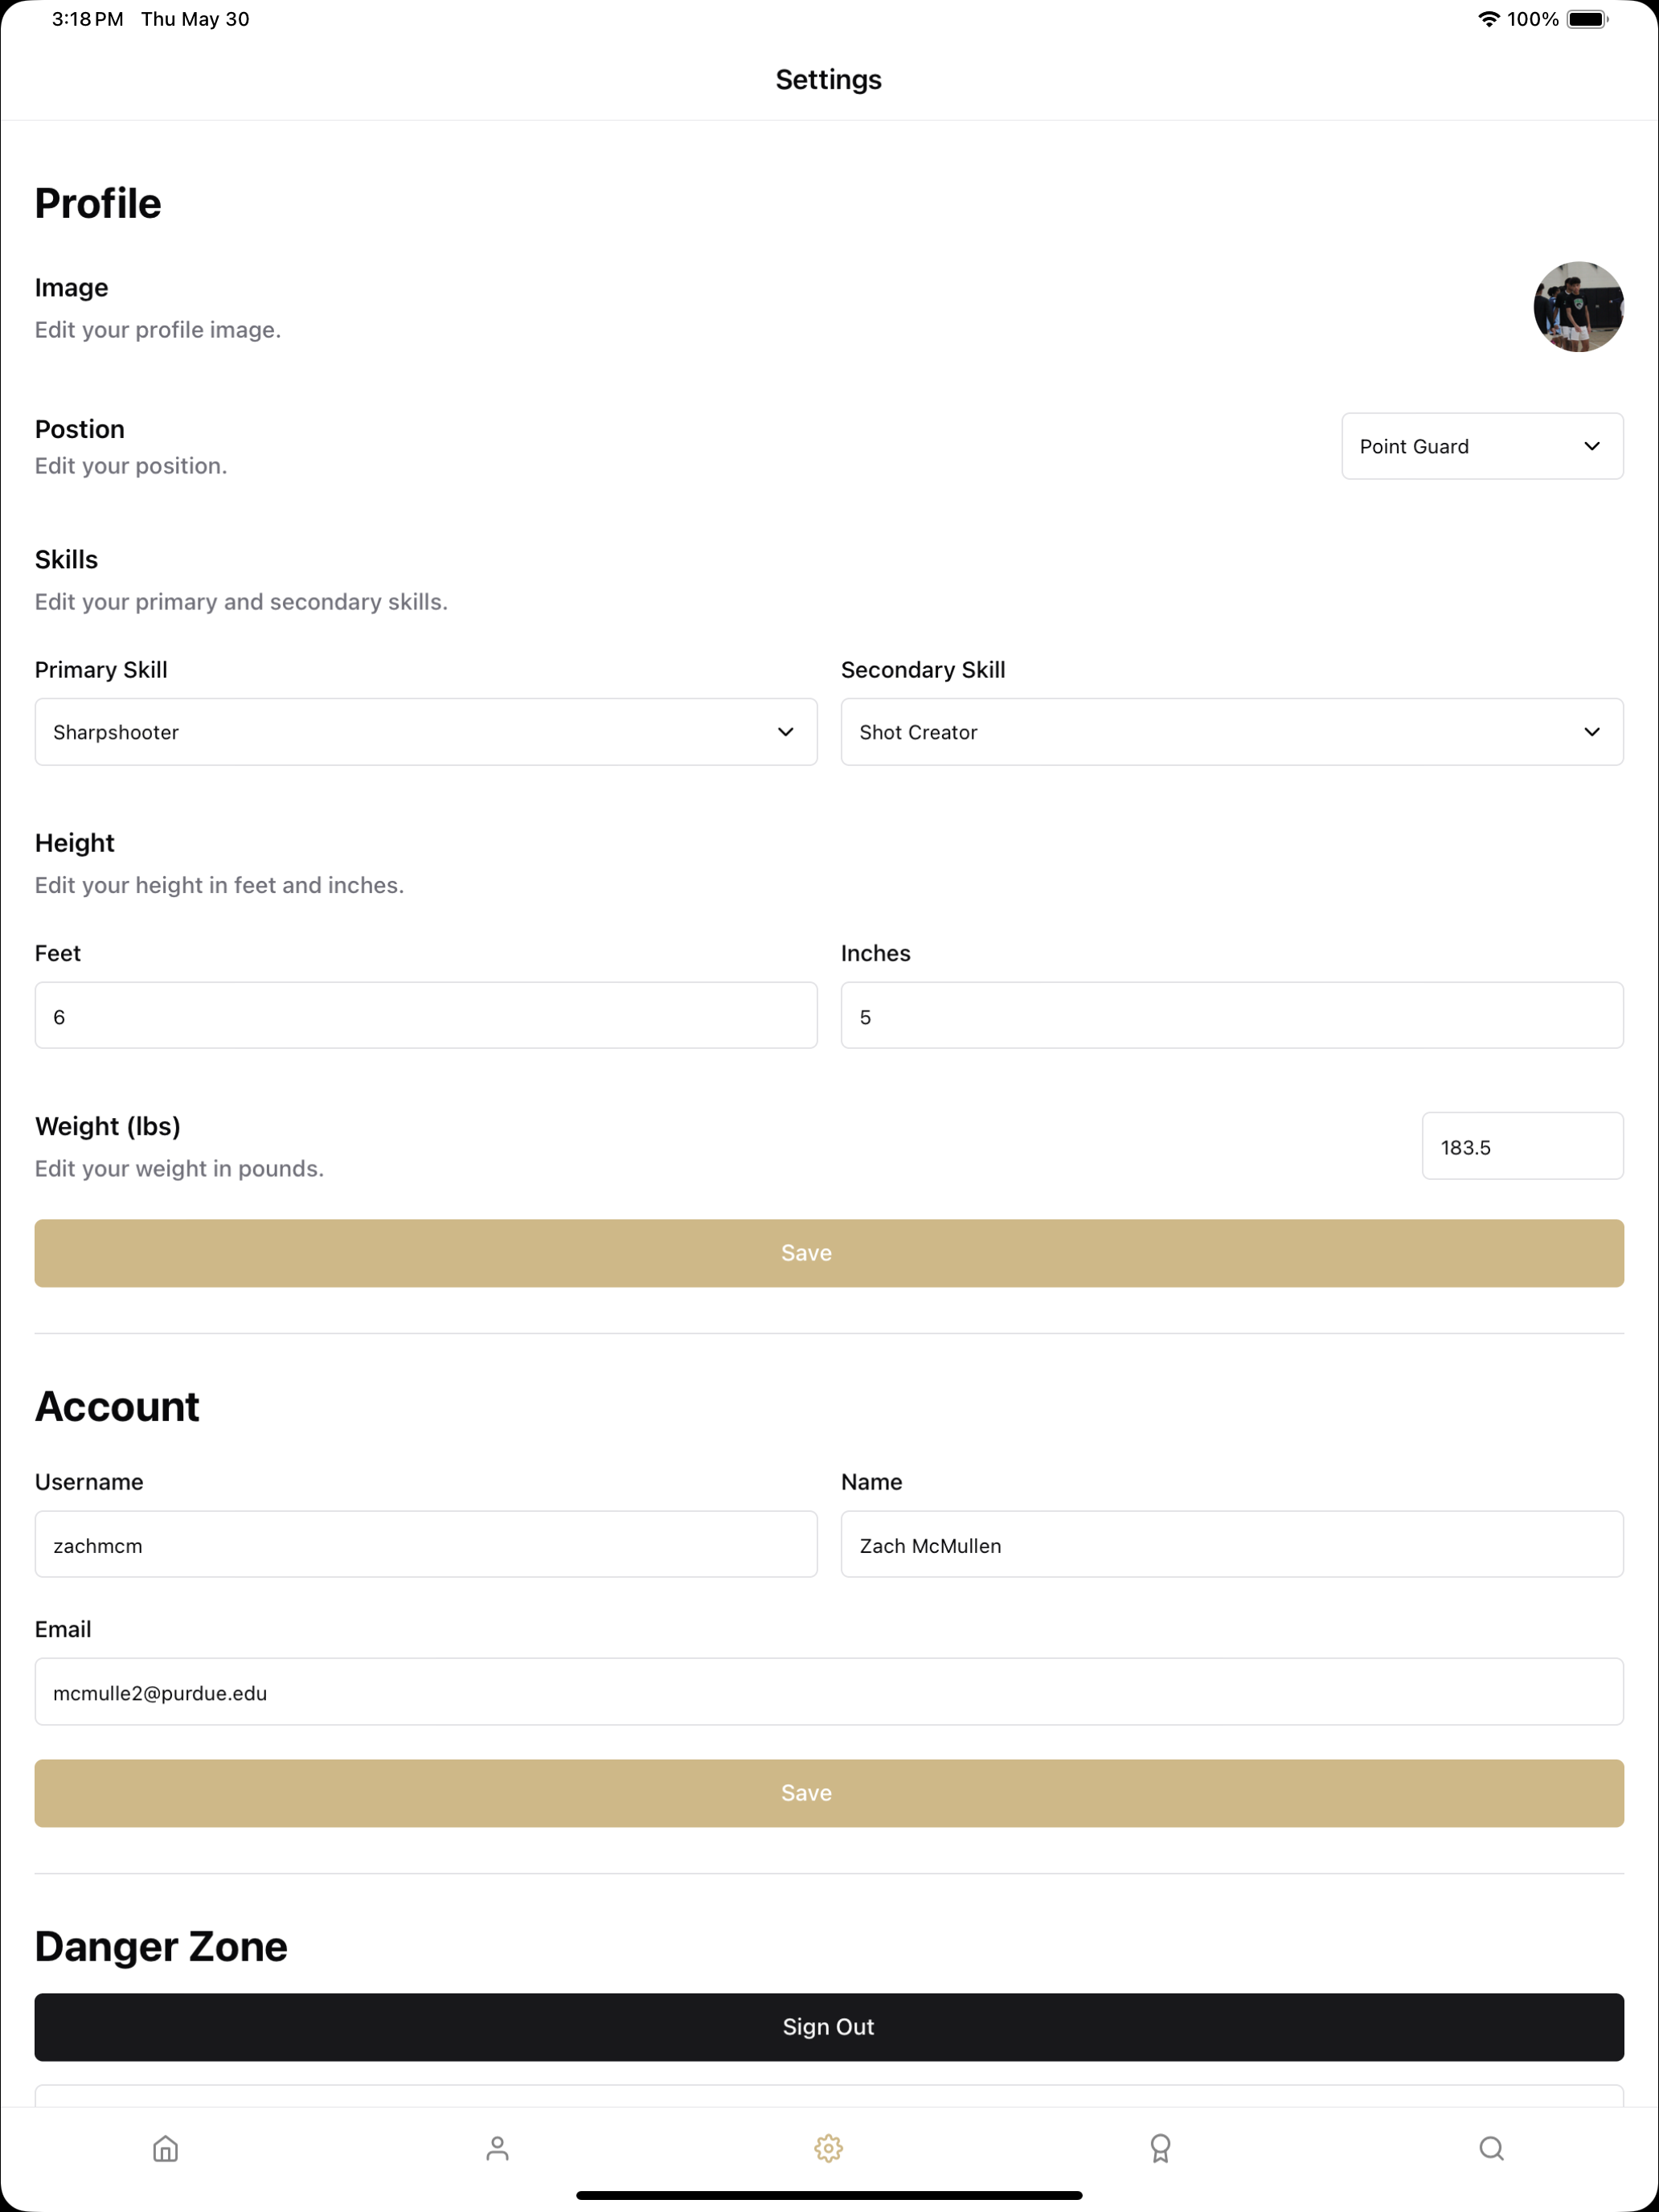 3:18 PM Thu May 30
100%
Settings
Profile
Image
Edit your profile image.
Postion
Edit your position.
Point Guard
Skills
Edit your primary and secondary skills.
Primary Skill
Secondary Skill
Sharpshooter
Shot Creator
Height
Edit your height in feet and inches.
Feet
Inches
6
5
Weight (lbs)
Edit your weight in pounds.
183.5
Save
Account
Username
Name
zachmcm
Zach McMullen
Email
mcmulle2@purdue.edu
Save
Danger Zone
Sign Out